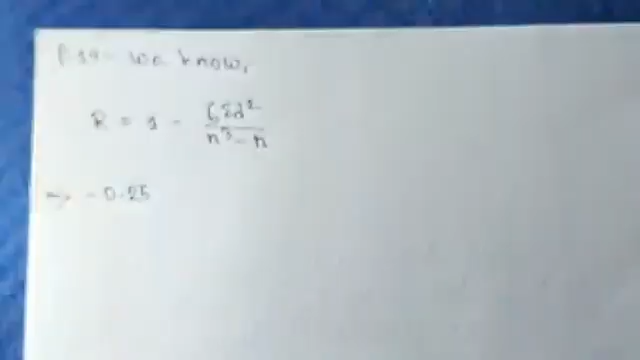 we know,
R = 1 - 6Σd² / n³ - n
⇒ -0.25